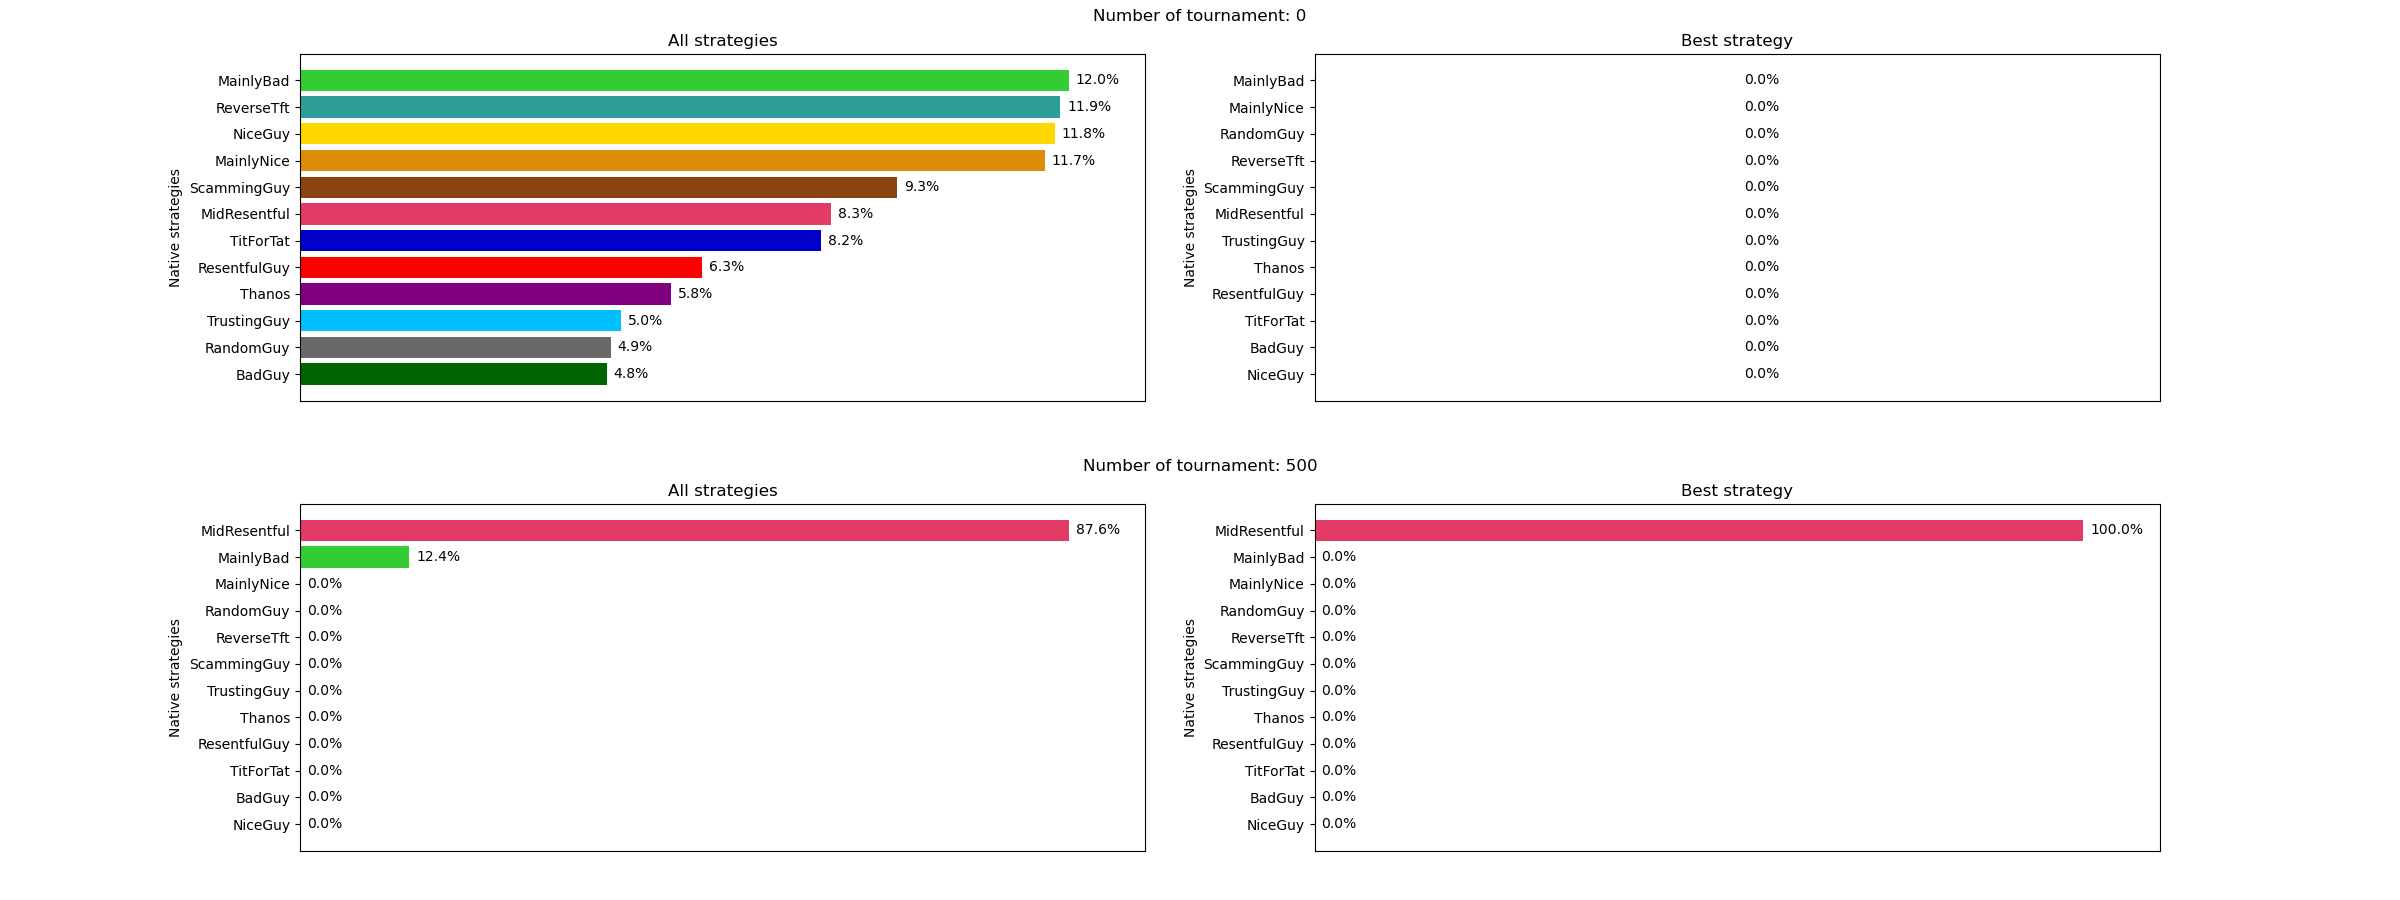 Number of tournament: 0
All strategies
Native strategies
MainlyBad 12.0%
ReverseTft 11.9%
NiceGuy 11.8%
MainlyNice 11.7%
ScammingGuy 9.3%
MidResentful 8.3%
TitForTat 8.2%
ResentfulGuy 6.3%
Thanos 5.8%
TrustingGuy 5.0%
RandomGuy 4.9%
BadGuy 4.8%
Best strategy
Native strategies
MainlyBad 0.0%
MainlyNice 0.0%
RandomGuy 0.0%
ReverseTft 0.0%
ScammingGuy 0.0%
MidResentful 0.0%
TrustingGuy 0.0%
Thanos 0.0%
ResentfulGuy 0.0%
TitForTat 0.0%
BadGuy 0.0%
NiceGuy 0.0%
Number of tournament: 500
All strategies
Native strategies
MidResentful 87.6%
MainlyBad 12.4%
MainlyNice 0.0%
RandomGuy 0.0%
ReverseTft 0.0%
ScammingGuy 0.0%
TrustingGuy 0.0%
Thanos 0.0%
ResentfulGuy 0.0%
TitForTat 0.0%
BadGuy 0.0%
NiceGuy 0.0%
Best strategy
Native strategies
MidResentful 100.0%
MainlyBad 0.0%
MainlyNice 0.0%
RandomGuy 0.0%
ReverseTft 0.0%
ScammingGuy 0.0%
TrustingGuy 0.0%
Thanos 0.0%
ResentfulGuy 0.0%
TitForTat 0.0%
BadGuy 0.0%
NiceGuy 0.0%